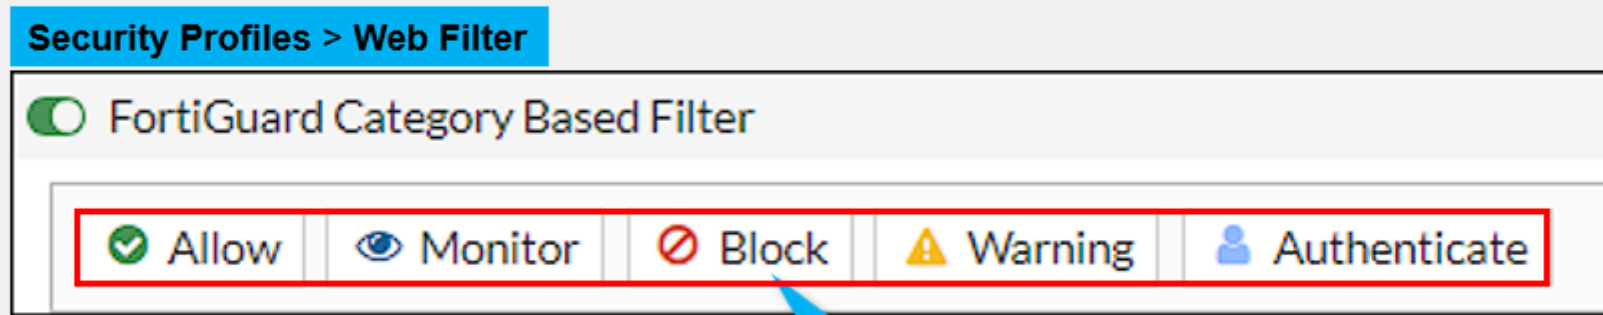 Security Profiles > Web Filter
FortiGuard Category Based Filter
Allow Monitor Block Warning Authenticate